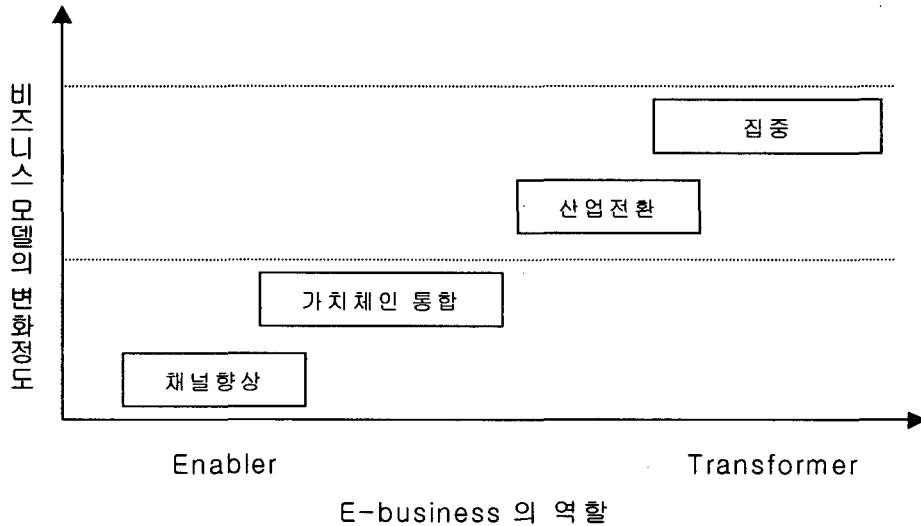 비즈니스 모델의 변화정도
집중
산업전환
가치체인 통합
채널향상
Enabler
Transformer
E-business 의 역할